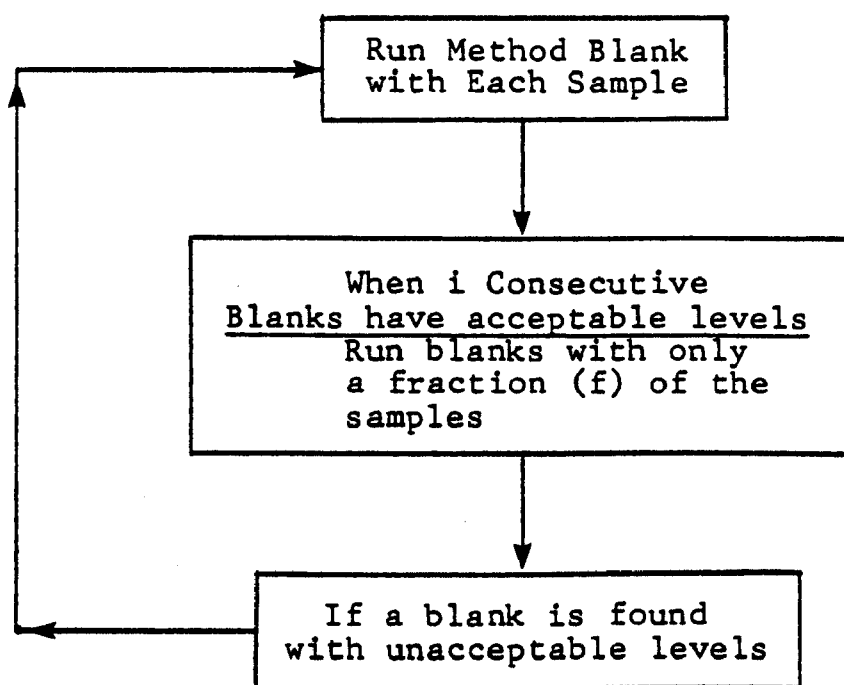 Run Method Blank
with Each Sample
When i Consecutive
Blanks have acceptable levels
Run blanks with only
a fraction (f) of the
samples
If a blank is found
with unacceptable levels